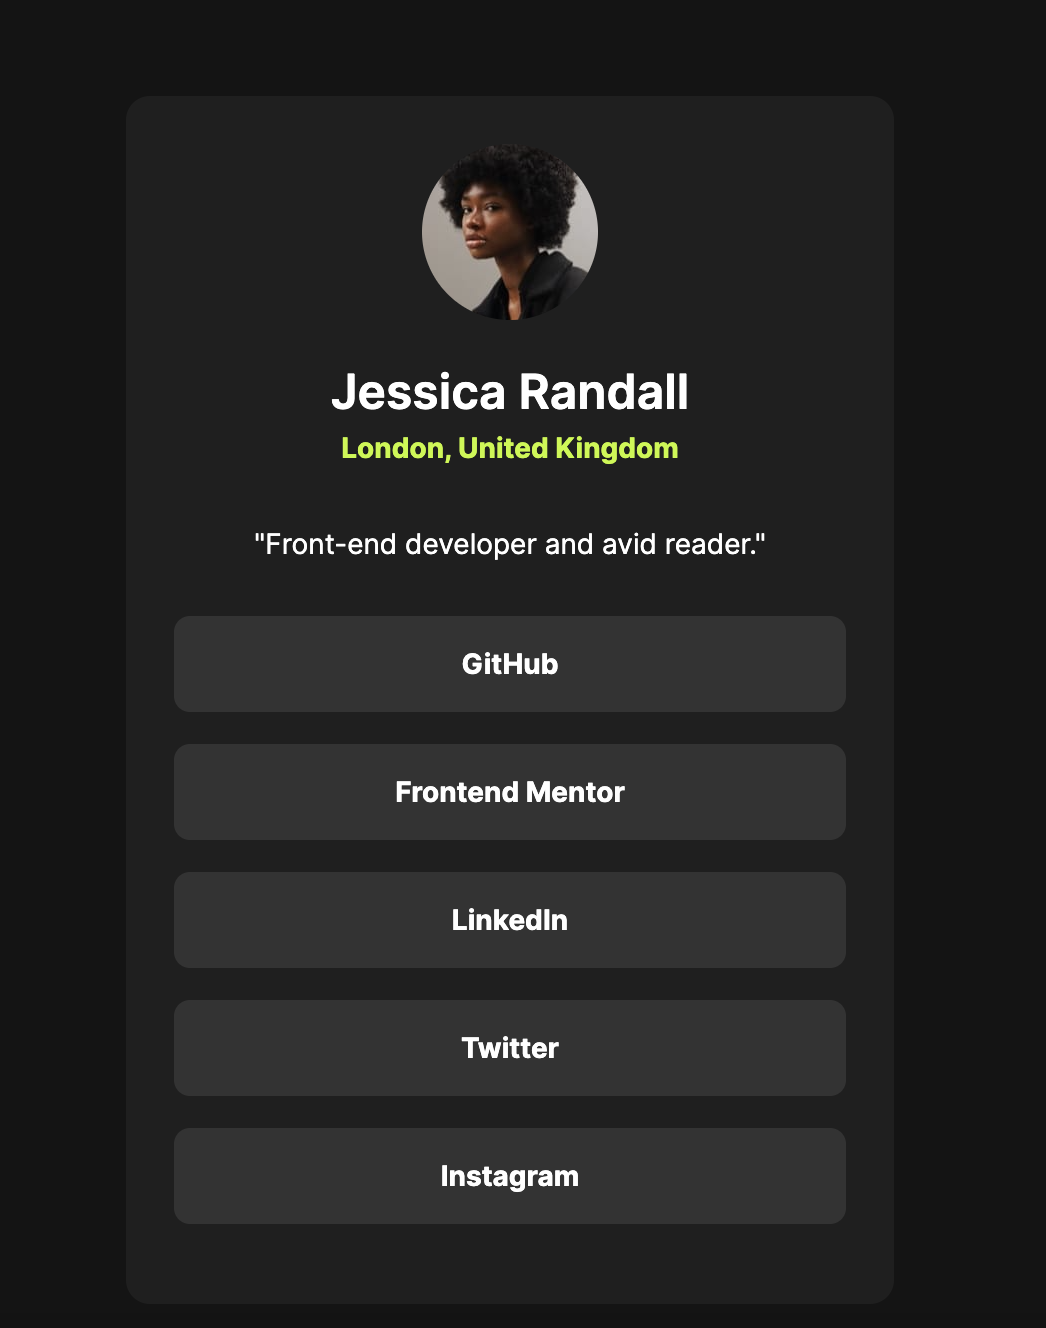 Jessica Randall
London, United Kingdom
"Front-end developer and avid reader."
GitHub
Frontend Mentor
LinkedIn
Twitter
Instagram